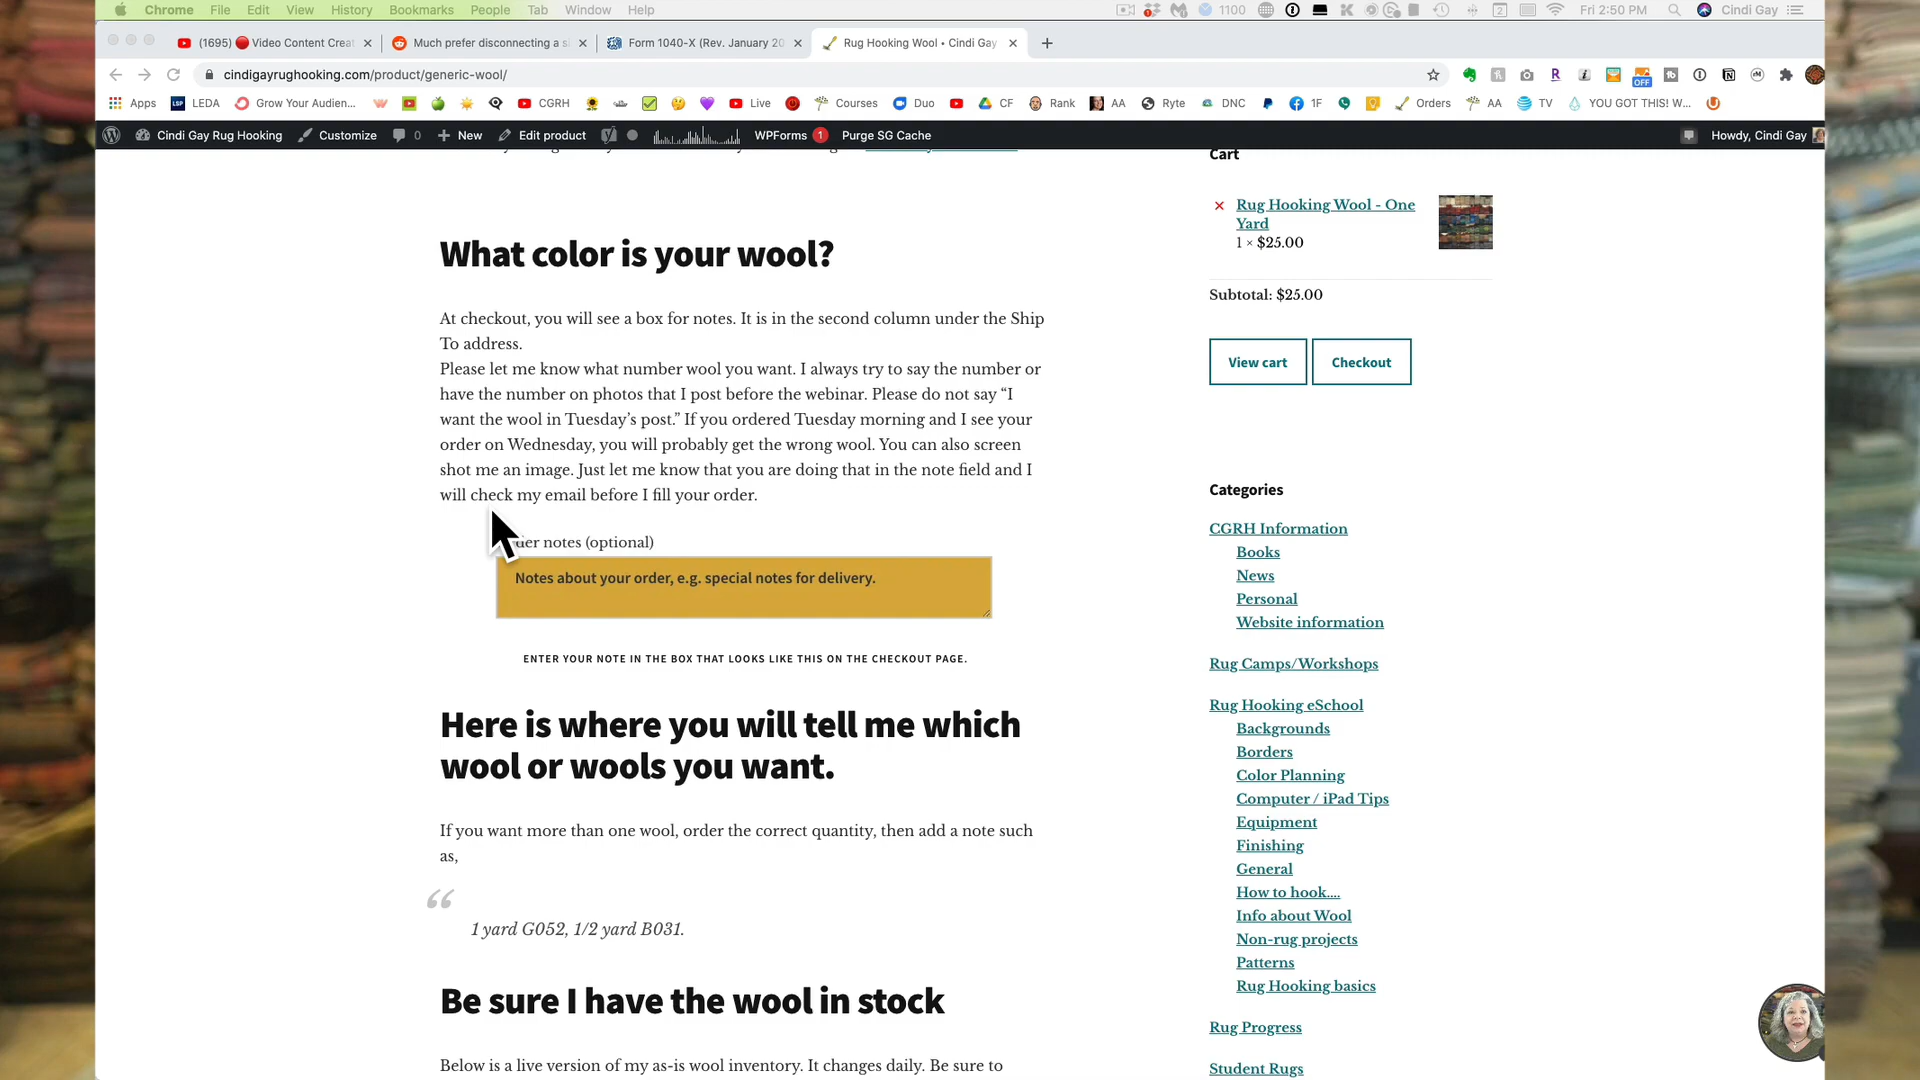 Chrome File Edit View History Bookmarks People Tab Window Help
1100
Fri 2:50 PM
Cindi Gay
(1695) 🔴 Video Content Creat
Much prefer disconnecting a s
Form 1040-X (Rev. January 20
Rug Hooking Wool • Cindi Gay
cindigayrughooking.com/product/generic-wool/
Apps LEDA Grow Your Audien... CGRH Live Courses Duo CF Rank AA Ryte DNC 1F Orders AA TV YOU GOT THIS! W...
Cindi Gay Rug Hooking Customize 0 New Edit product WPForms 1 Purge SG Cache Howdy, Cindi Gay
What color is your wool?
At checkout, you will see a box for notes. It is in the second column under the Ship
To address.
Please let me know what number wool you want. I always try to say the number or
have the number on photos that I post before the webinar. Please do not say “I
want the wool in Tuesday’s post.” If you ordered Tuesday morning and I see your
order on Wednesday, you will probably get the wrong wool. You can also screen
shot me an image. Just let me know that you are doing that in the note field and I
will check my email before I fill your order.
notes (optional)
Notes about your order, e.g. special notes for delivery.
ENTER YOUR NOTE IN THE BOX THAT LOOKS LIKE THIS ON THE CHECKOUT PAGE.
Here is where you will tell me which
wool or wools you want.
If you want more than one wool, order the correct quantity, then add a note such
as,
“
1 yard G052, 1/2 yard B031.
Be sure I have the wool in stock
Below is a live version of my as-is wool inventory. It changes daily. Be sure to
Cart
Rug Hooking Wool - One
Yard
1 × $25.00
Subtotal: $25.00
View cart
Checkout
Categories
CGRH Information
Books
News
Personal
Website information
Rug Camps/Workshops
Rug Hooking eSchool
Backgrounds
Borders
Color Planning
Computer / iPad Tips
Equipment
Finishing
General
How to hook….
Info about Wool
Non-rug projects
Patterns
Rug Hooking basics
Rug Progress
Student Rugs